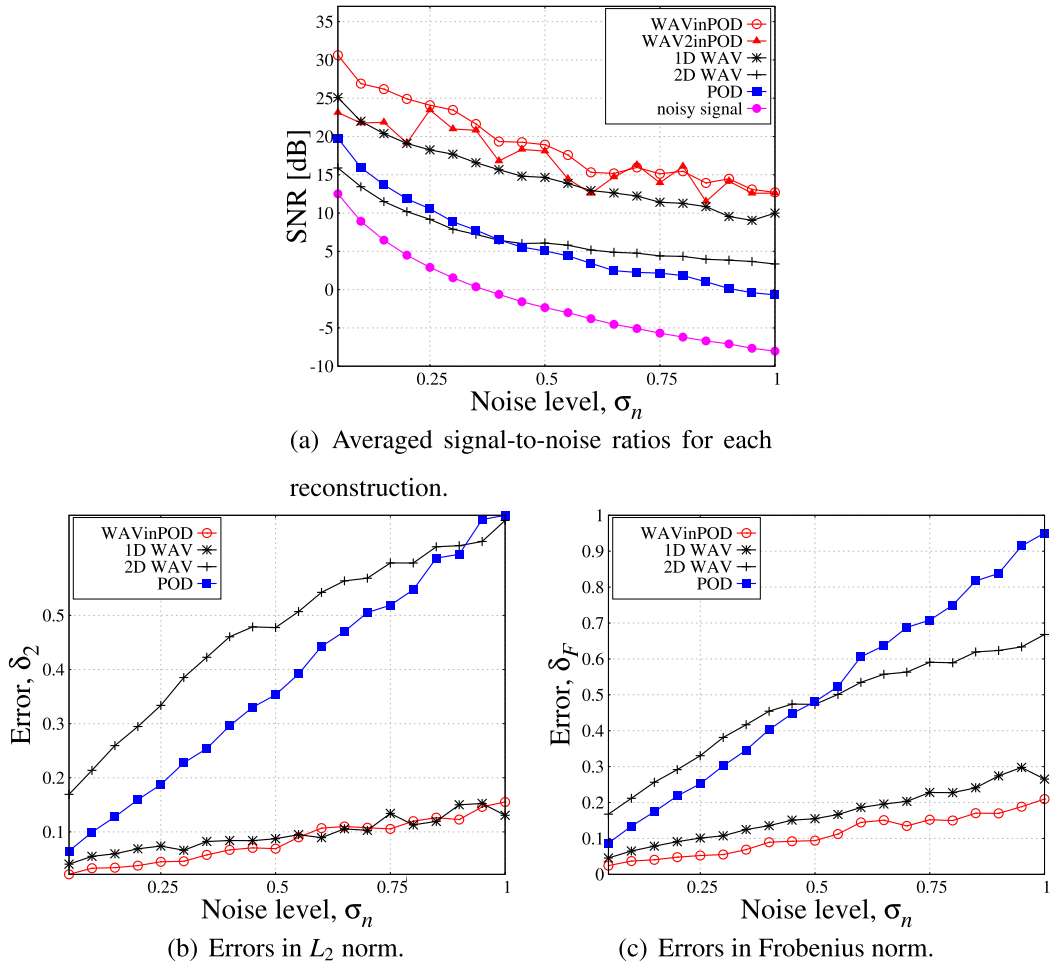 35
30
25
20
15
10
5
0
-5
-10
SNR [dB]
WAVinPOD
WAV2inPOD
1D WAV
2D WAV
POD
noisy signal
0.25
0.5
0.75
1
Noise level, σn
(a) Averaged signal-to-noise ratios for each
reconstruction.
0.5
0.4
0.3
0.2
0.1
Error, δ2
WAVinPOD
1D WAV
2D WAV
POD
0.25
0.5
0.75
1
Noise level, σn
(b) Errors in L2 norm.
1
0.9
0.8
0.7
0.6
0.5
0.4
0.3
0.2
0.1
0
Error, δF
WAVinPOD
1D WAV
2D WAV
POD
0.25
0.5
0.75
1
Noise level, σn
(c) Errors in Frobenius norm.